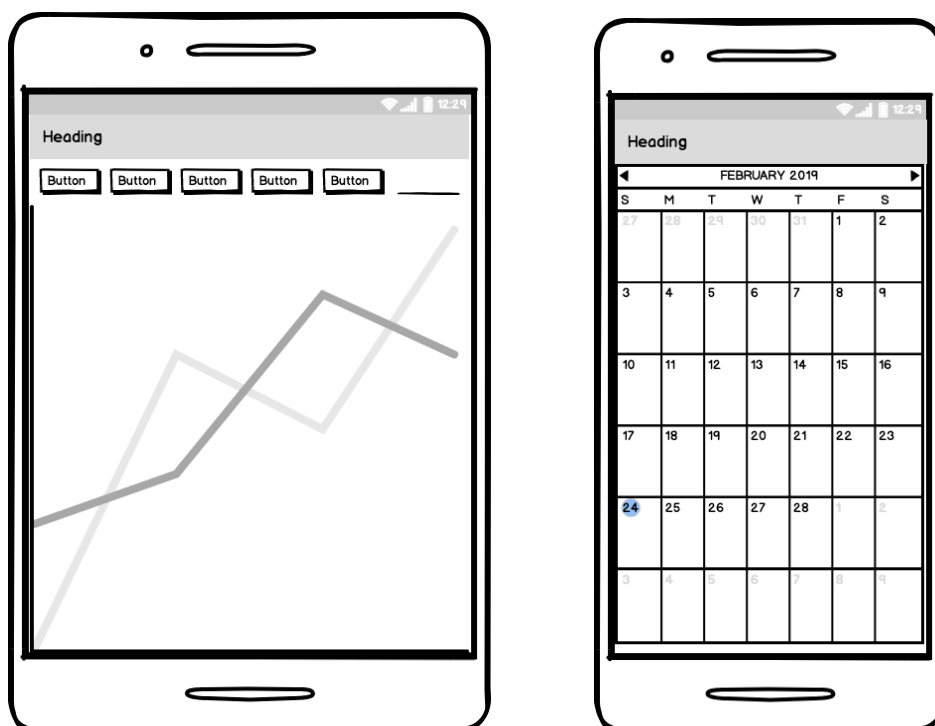 12:29
Heading
Button Button Button Button Button
12:29
Heading
FEBRUARY 2019
S M T W T F S
27 28 29 30 31 1 2
3 4 5 6 7 8 9
10 11 12 13 14 15 16
17 18 19 20 21 22 23
24 25 26 27 28 1 2
3 4 5 6 7 8 9